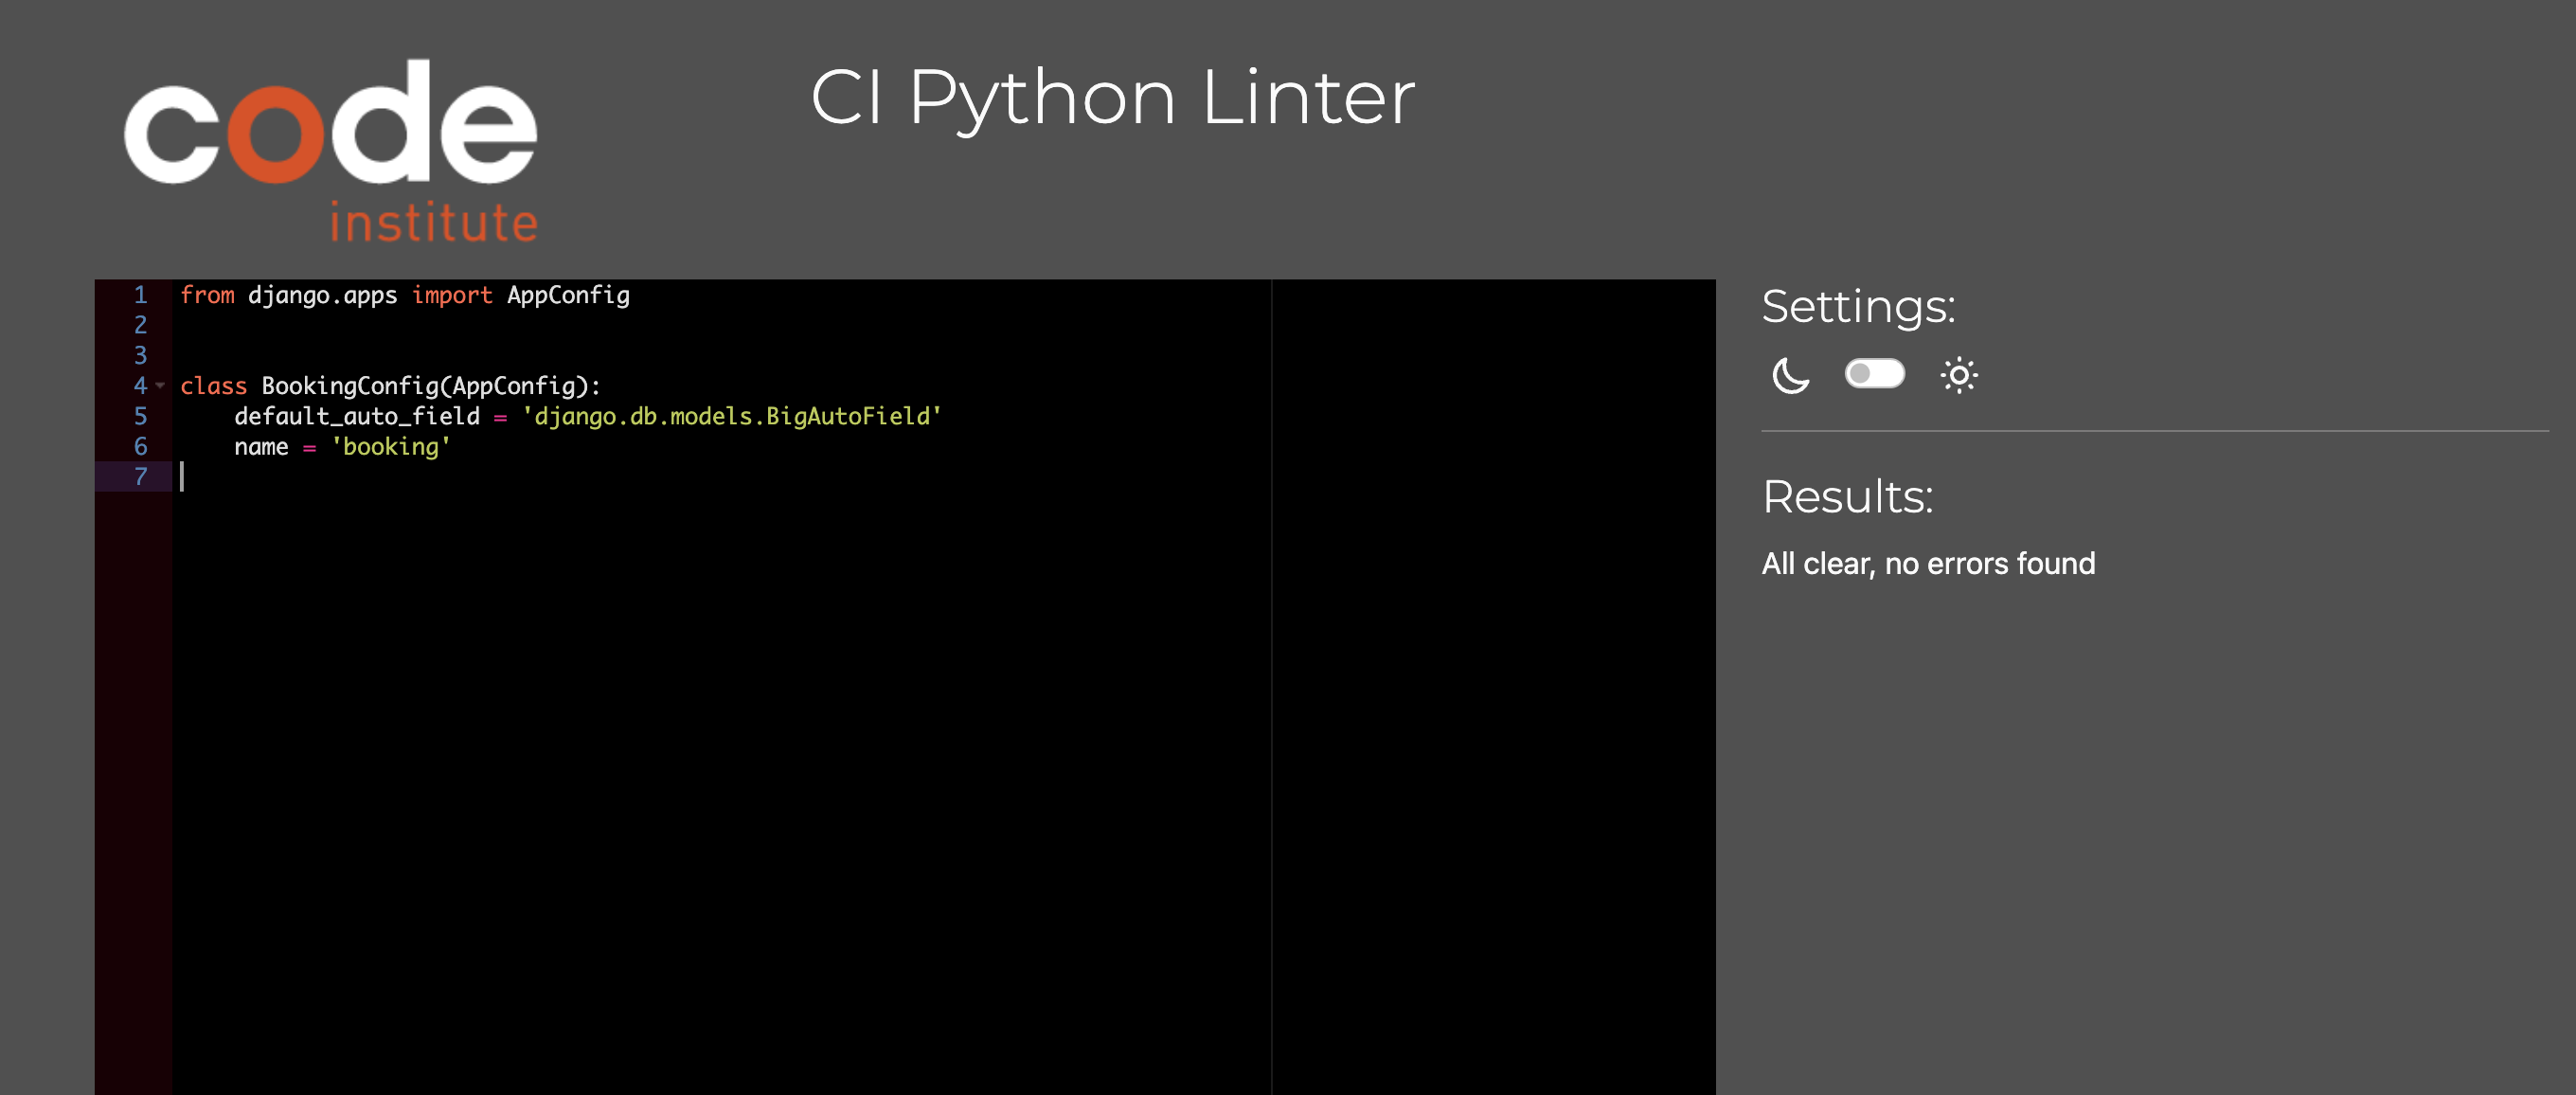 code
institute
CI Python Linter
1 from django.apps import AppConfig
2
3
4 class BookingConfig(AppConfig):
5     default_auto_field = 'django.db.models.BigAutoField'
6     name = 'booking'
7
Settings:
Results:
All clear, no errors found